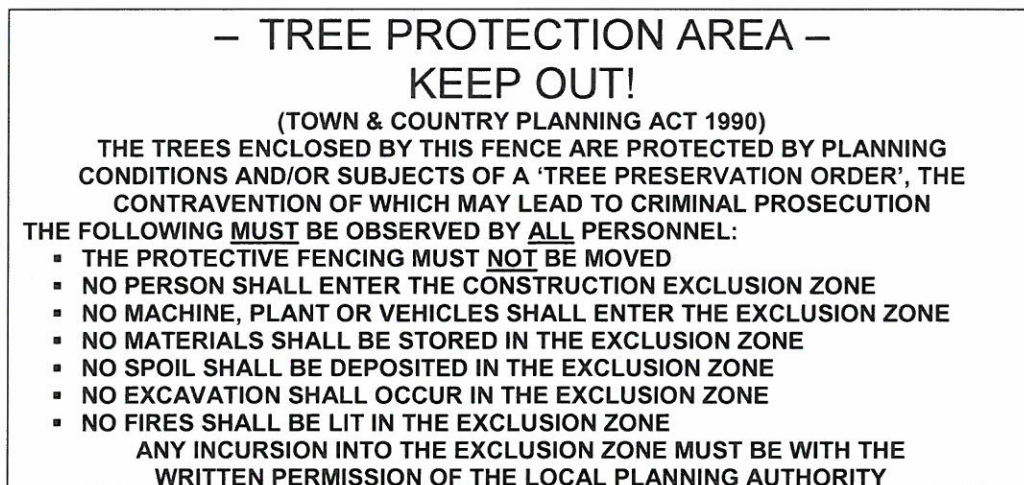 – TREE PROTECTION AREA –
KEEP OUT!
(TOWN & COUNTRY PLANNING ACT 1990)
THE TREES ENCLOSED BY THIS FENCE ARE PROTECTED BY PLANNING
CONDITIONS AND/OR SUBJECTS OF A ‘TREE PRESERVATION ORDER’, THE
CONTRAVENTION OF WHICH MAY LEAD TO CRIMINAL PROSECUTION
THE FOLLOWING MUST BE OBSERVED BY ALL PERSONNEL:
▪ THE PROTECTIVE FENCING MUST NOT BE MOVED
▪ NO PERSON SHALL ENTER THE CONSTRUCTION EXCLUSION ZONE
▪ NO MACHINE, PLANT OR VEHICLES SHALL ENTER THE EXCLUSION ZONE
▪ NO MATERIALS SHALL BE STORED IN THE EXCLUSION ZONE
▪ NO SPOIL SHALL BE DEPOSITED IN THE EXCLUSION ZONE
▪ NO EXCAVATION SHALL OCCUR IN THE EXCLUSION ZONE
▪ NO FIRES SHALL BE LIT IN THE EXCLUSION ZONE
ANY INCURSION INTO THE EXCLUSION ZONE MUST BE WITH THE
WRITTEN PERMISSION OF THE LOCAL PLANNING AUTHORITY